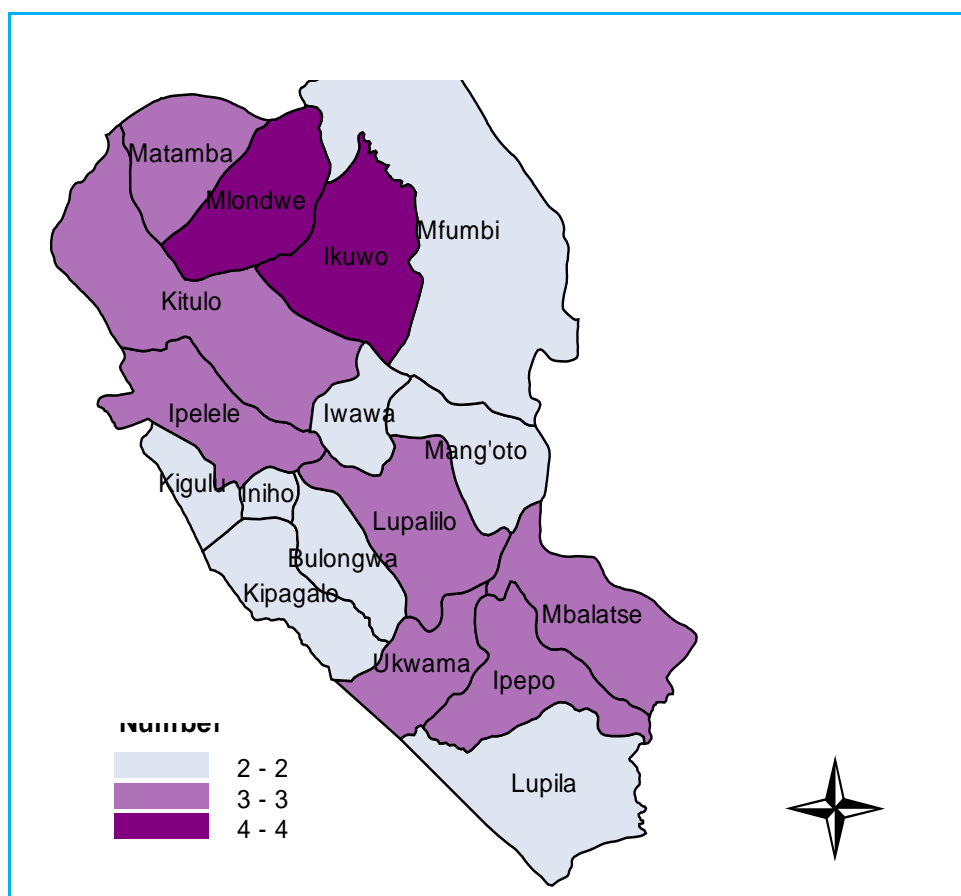 Matamba
Mlondwe
Mfumbi
Ikuwo
Kitulo
Ipelele
Iwawa
Mang'oto
Kigulu
Iniho
Lupalilo
Bulongwa
Kipagalo
Mbalatse
Ukwama
Ipepo
Lupila
Number
2 - 2
3 - 3
4 - 4